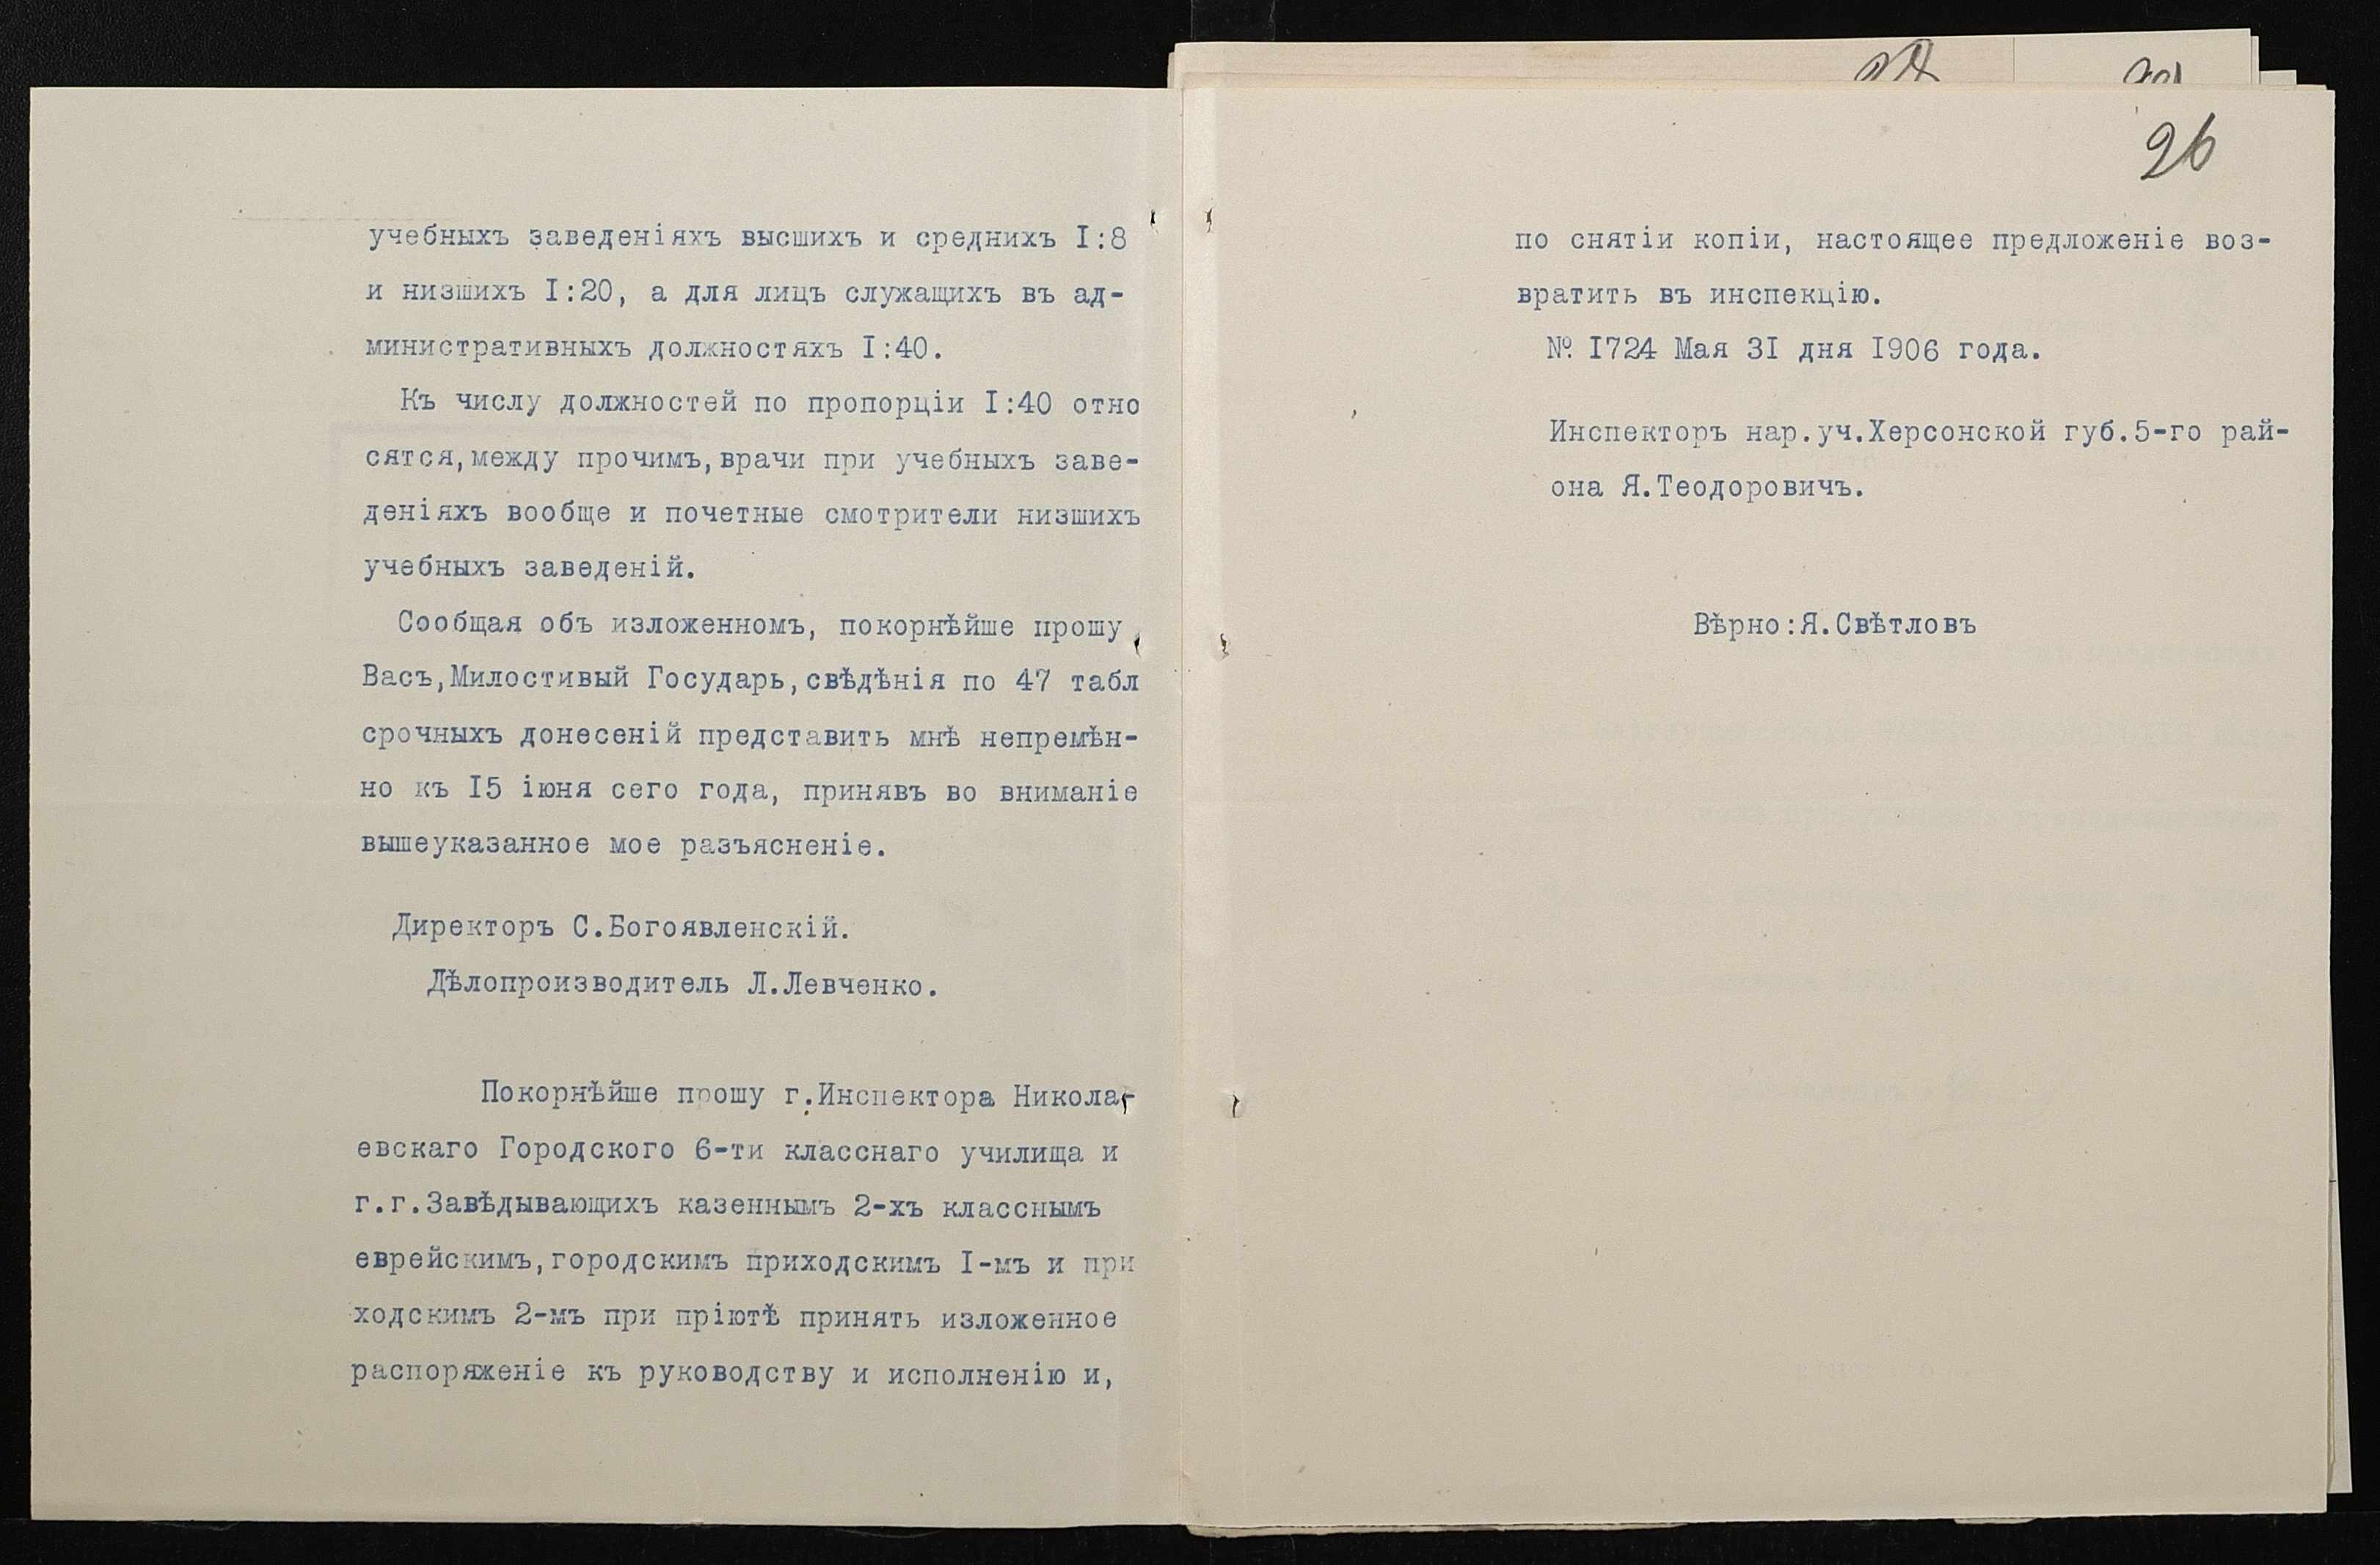 учебныхъ заведеніяхъ высшихъ и среднихъ I:8
и низшихъ I:20, а для лицъ служащихъ въ ад-
министративныхъ должностяхъ I:40.
Къ числу должностей по пропорціи I:40 отно
сятся,между прочимъ,врачи при учебныхъ заве-
деніяхъ вообще и почетные смотрители низшихъ
учебныхъ заведеній.
Сообщая объ изложенномъ, покорнѣйше прошу
Васъ,Милостивый Государь,свѣдѣнія по 47 табл
срочныхъ донесеній представить мнѣ непремѣн-
но къ I5 іюня сего года, принявъ во вниманіе
вышеуказанное мое разъясненіе.
Директоръ С.Богоявленскій.
Дѣлопроизводитель Л.Левченко.
Покорнѣйше прошу г.Инспектора Никола-
евскаго Городского 6-ти класснаго училища и
г.г.Завѣдывающихъ казеннымъ 2-хъ класснымъ
еврейскимъ,городскимъ приходскимъ I-мъ и при
ходскимъ 2-мъ при пріютѣ принять изложенное
распоряженіе къ руководству и исполненію и,
26
по снятіи копіи, настоящее предложеніе воз-
вратить въ инспекцію.
№ I724 Мая 3I дня I906 года.
Инспекторъ нар.уч.Херсонской губ.5-го рай-
она Я.Теодоровичъ.
Вѣрно:Я.Свѣтловъ